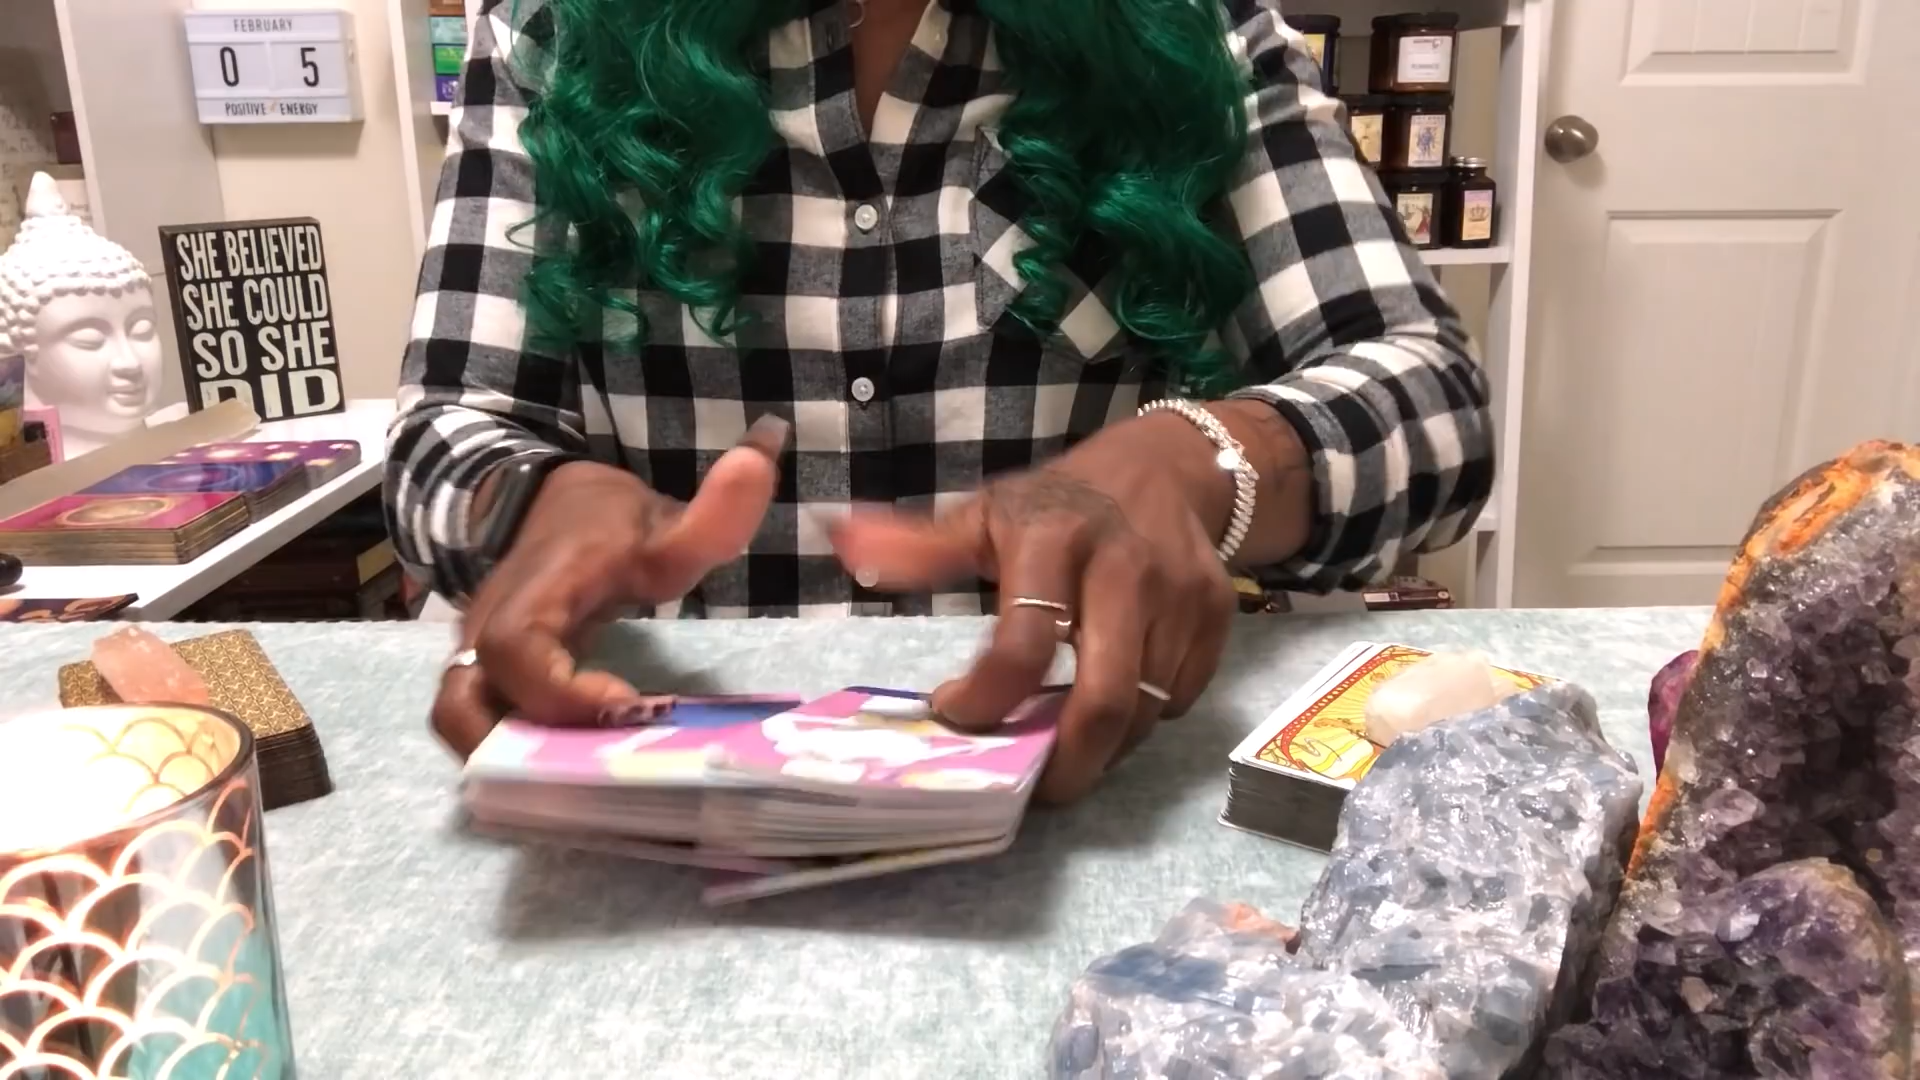 FEBRUARY
0 5
POSITIVE ENERGY
SHE BELIEVED
SHE COULD
SO SHE
DID